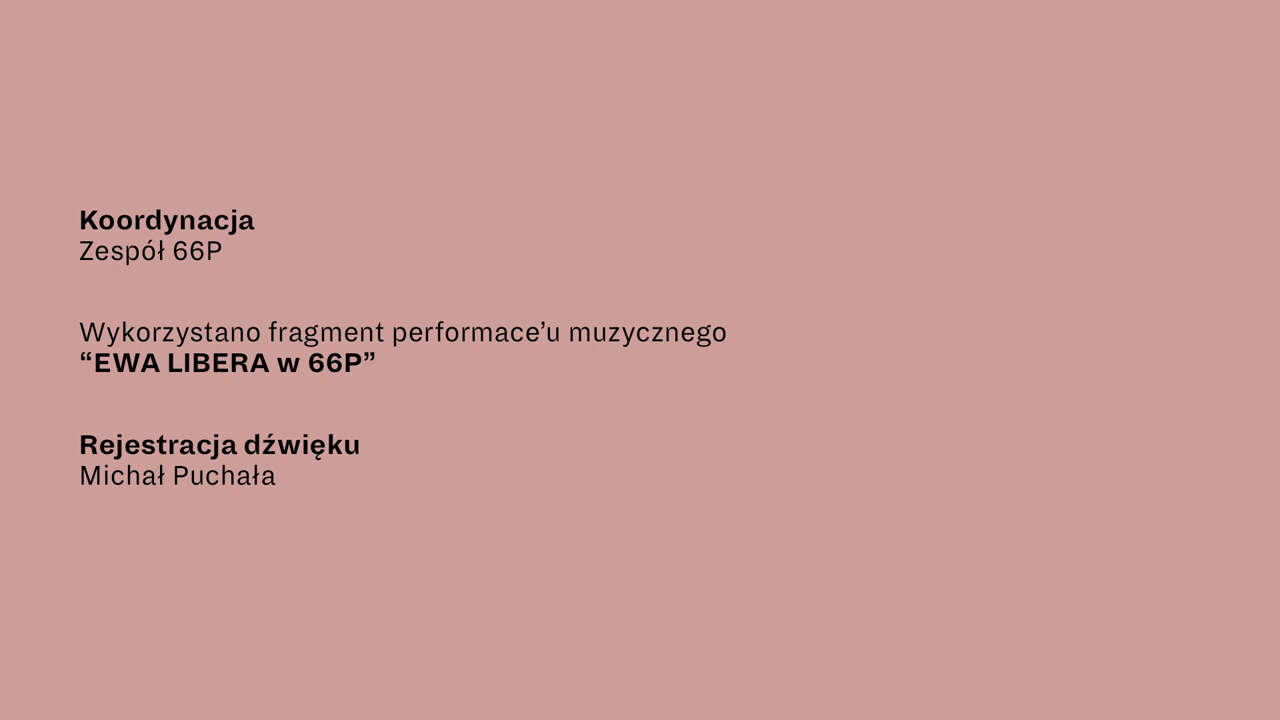 Koordynacja
Zespół 66P
Wykorzystano fragment performace’u muzycznego
“EWA LIBERA w 66P”
Rejestracja dźwięku
Michał Puchała